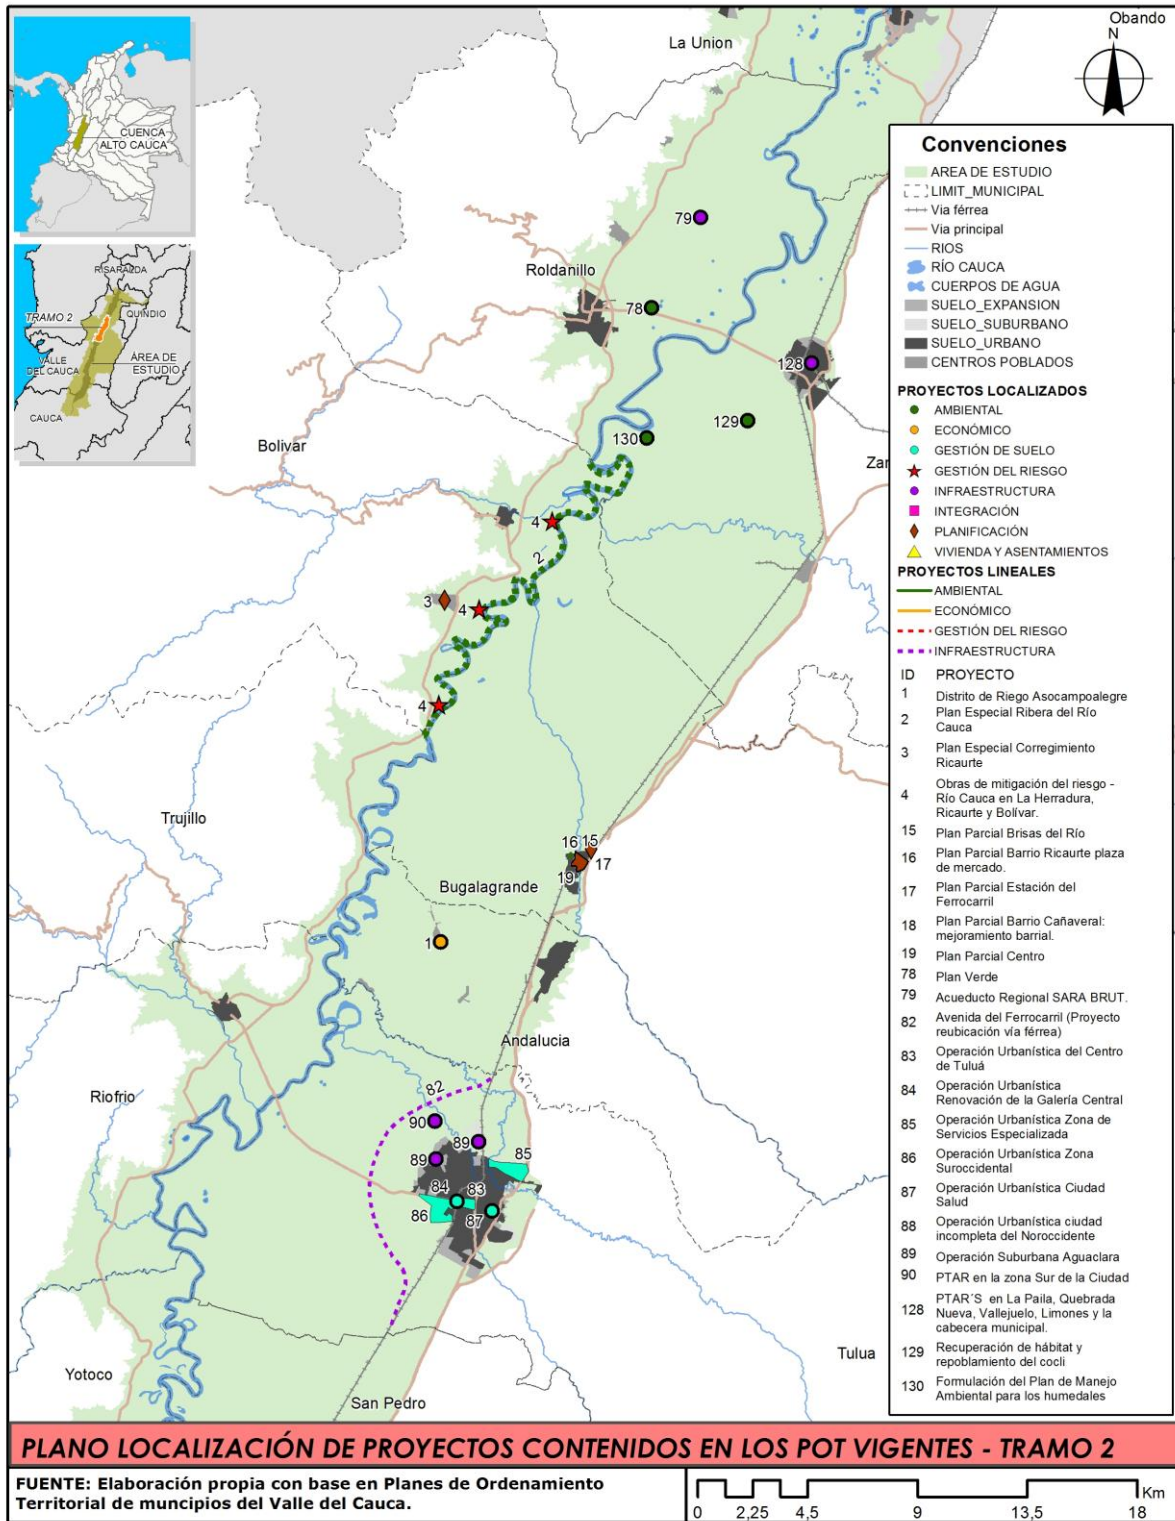 CUENCA
ALTO CAUCA
RISARALDA
TRAMO 2
QUINDIO
VALLE
DEL CAUCA
ÁREA DE
ESTUDIO
CAUCA
Obando
N
La Union
79
Roldanillo
78
128
129
130
Bolivar
Zar
4
2
3
4
4
Trujillo
16
15
17
19
Bugalagrande
1
Andalucia
Riofrio
82
90
89
89
85
84
83
86
87
Tulua
Yotoco
San Pedro
Convenciones
AREA DE ESTUDIO
LIMIT_MUNICIPAL
Via férrea
Via principal
RIOS
RÍO CAUCA
CUERPOS DE AGUA
SUELO_EXPANSION
SUELO_SUBURBANO
SUELO_URBANO
CENTROS POBLADOS
PROYECTOS LOCALIZADOS
AMBIENTAL
ECONÓMICO
GESTIÓN DE SUELO
GESTIÓN DEL RIESGO
INFRAESTRUCTURA
INTEGRACIÓN
PLANIFICACIÓN
VIVIENDA Y ASENTAMIENTOS
PROYECTOS LINEALES
AMBIENTAL
ECONÓMICO
GESTIÓN DEL RIESGO
INFRAESTRUCTURA
ID PROYECTO
1 Distrito de Riego Asocampoalegre
2 Plan Especial Ribera del Río
Cauca
3 Plan Especial Corregimiento
Ricaurte
4 Obras de mitigación del riesgo -
Río Cauca en La Herradura,
Ricaurte y Bolívar.
15 Plan Parcial Brisas del Río
16 Plan Parcial Barrio Ricaurte plaza
de mercado.
17 Plan Parcial Estación del
Ferrocarril
18 Plan Parcial Barrio Cañaveral:
mejoramiento barrial.
19 Plan Parcial Centro
78 Plan Verde
79 Acueducto Regional SARA BRUT.
82 Avenida del Ferrocarril (Proyecto
reubicación vía férrea)
83 Operación Urbanística del Centro
de Tuluá
84 Operación Urbanística
Renovación de la Galería Central
85 Operación Urbanística Zona de
Servicios Especializada
86 Operación Urbanística Zona
Suroccidental
87 Operación Urbanística Ciudad
Salud
88 Operación Urbanística ciudad
incompleta del Noroccidente
89 Operación Suburbana Aguaclara
90 PTAR en la zona Sur de la Ciudad
128 PTAR´S en La Paila, Quebrada
Nueva, Vallejuelo, Limones y la
cabecera municipal.
129 Recuperación de hábitat y
repoblamiento del cocli
130 Formulación del Plan de Manejo
Ambiental para los humedales
PLANO LOCALIZACIÓN DE PROYECTOS CONTENIDOS EN LOS POT VIGENTES - TRAMO 2
FUENTE: Elaboración propia con base en Planes de Ordenamiento
Territorial de muncipios del Valle del Cauca.
Km
0 2,25 4,5 9 13,5 18